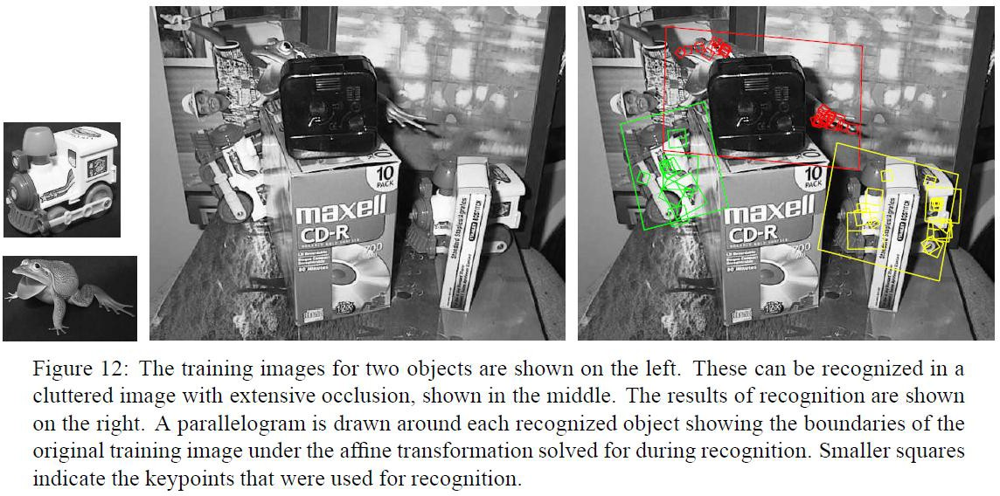 10
PACK
maxell
CD-R
700
12X
10
PACK
maxell
CD-R
700
12X
Figure 12: The training images for two objects are shown on the left. These can be recognized in a
cluttered image with extensive occlusion, shown in the middle. The results of recognition are shown
on the right. A parallelogram is drawn around each recognized object showing the boundaries of the
original training image under the affine transformation solved for during recognition. Smaller squares
indicate the keypoints that were used for recognition.